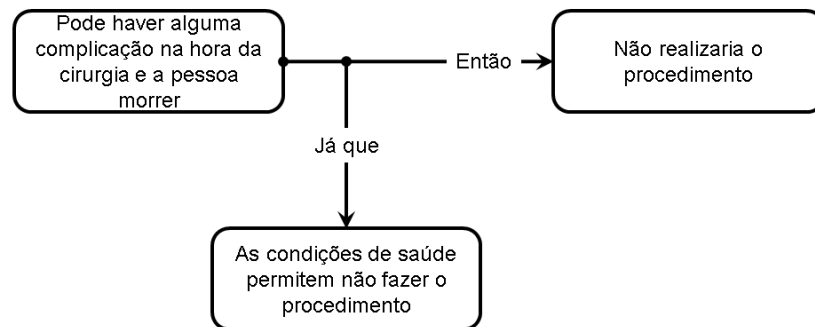 Pode haver alguma
complicação na hora da
cirurgia e a pessoa
morrer
Então
Não realizaria o
procedimento
Já que
As condições de saúde
permitem não fazer o
procedimento